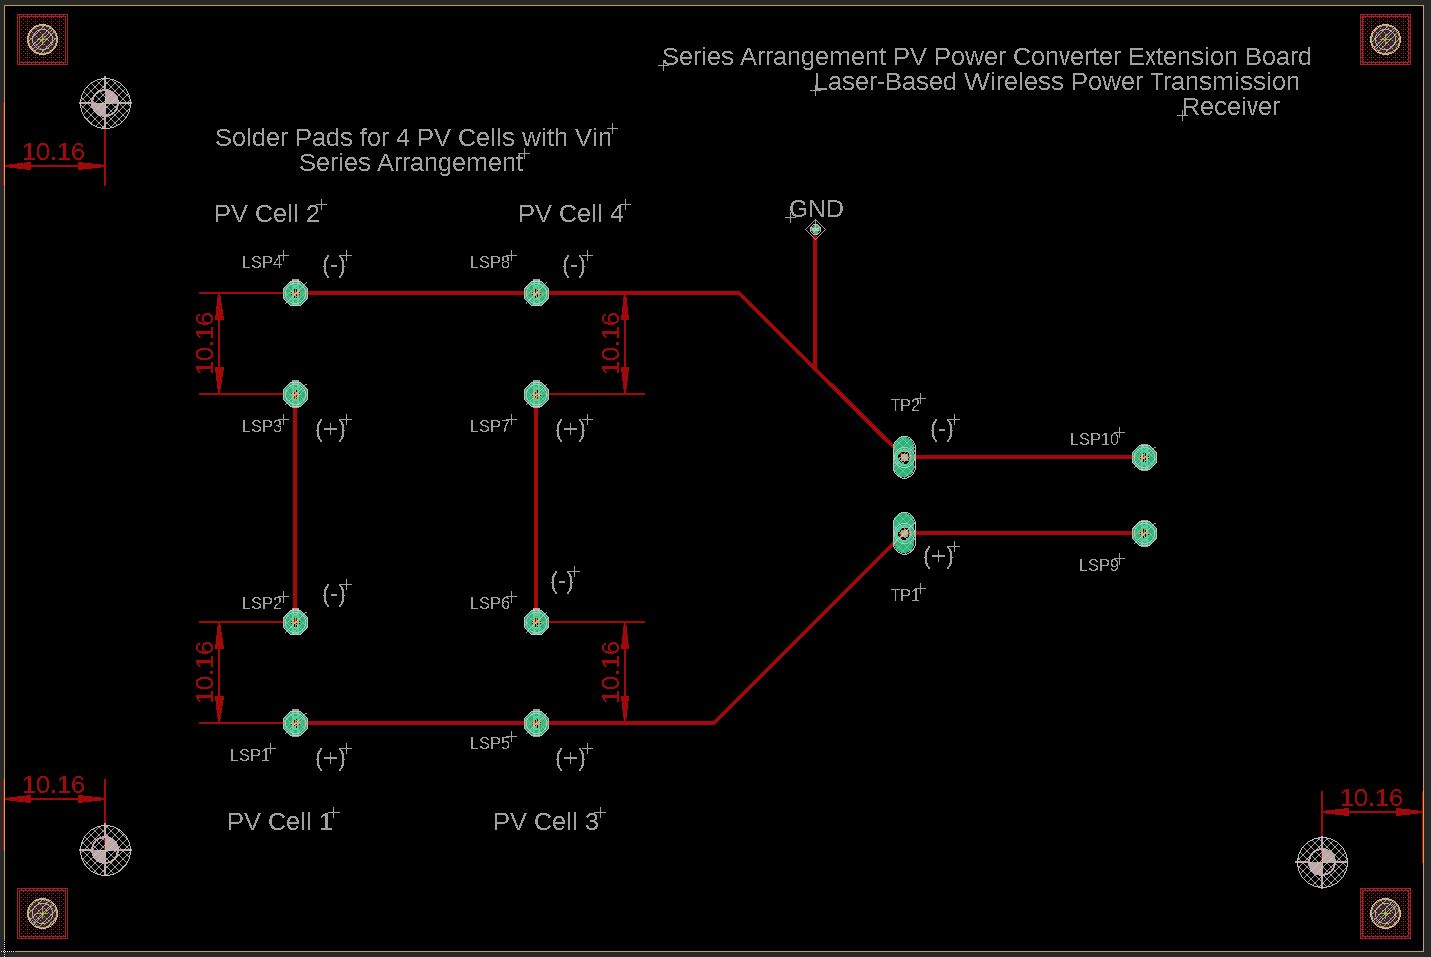 Series Arrangement PV Power Converter Extension Board
Laser-Based Wireless Power Transmission
Receiver
Solder Pads for 4 PV Cells with Vin
Series Arrangement
10.16
PV Cell 2
PV Cell 4
GND
LSP4
(-)
LSP8
(-)
10.16
10.16
LSP3
(+)
LSP7
(+)
TP2
(-)
LSP10
(+)
LSP9
TP1
LSP2
(-)
LSP6
(-)
10.16
10.16
LSP1
(+)
LSP5
(+)
10.16
10.16
PV Cell 1
PV Cell 3